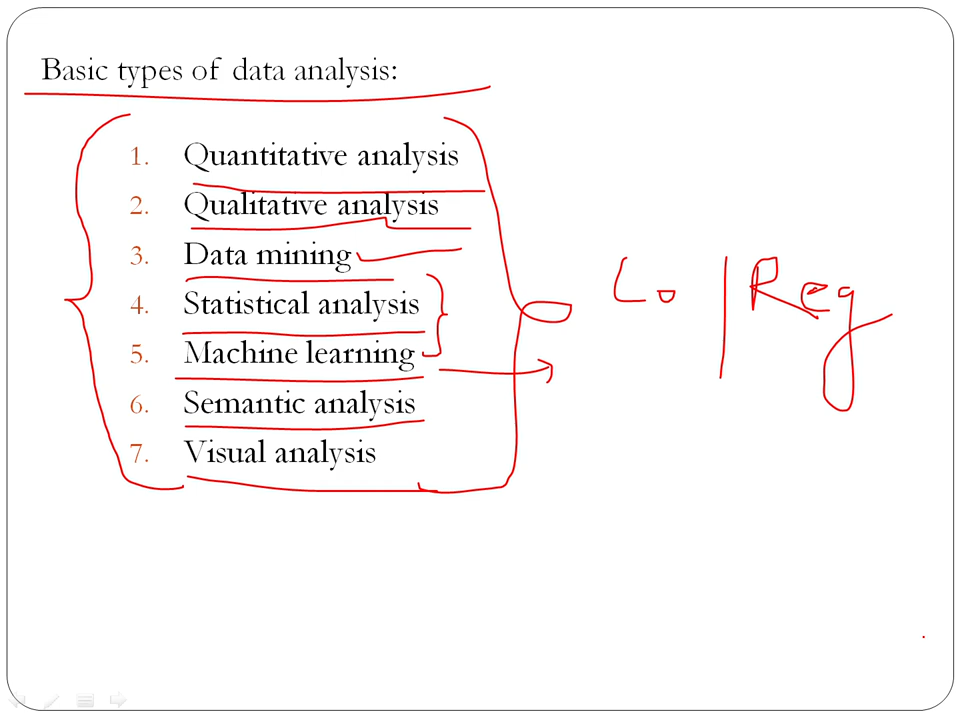 Basic types of data analysis:
1. Quantitative analysis
2. Qualitative analysis
3. Data mining
4. Statistical analysis
5. Machine learning
6. Semantic analysis
7. Visual analysis
Co | Reg